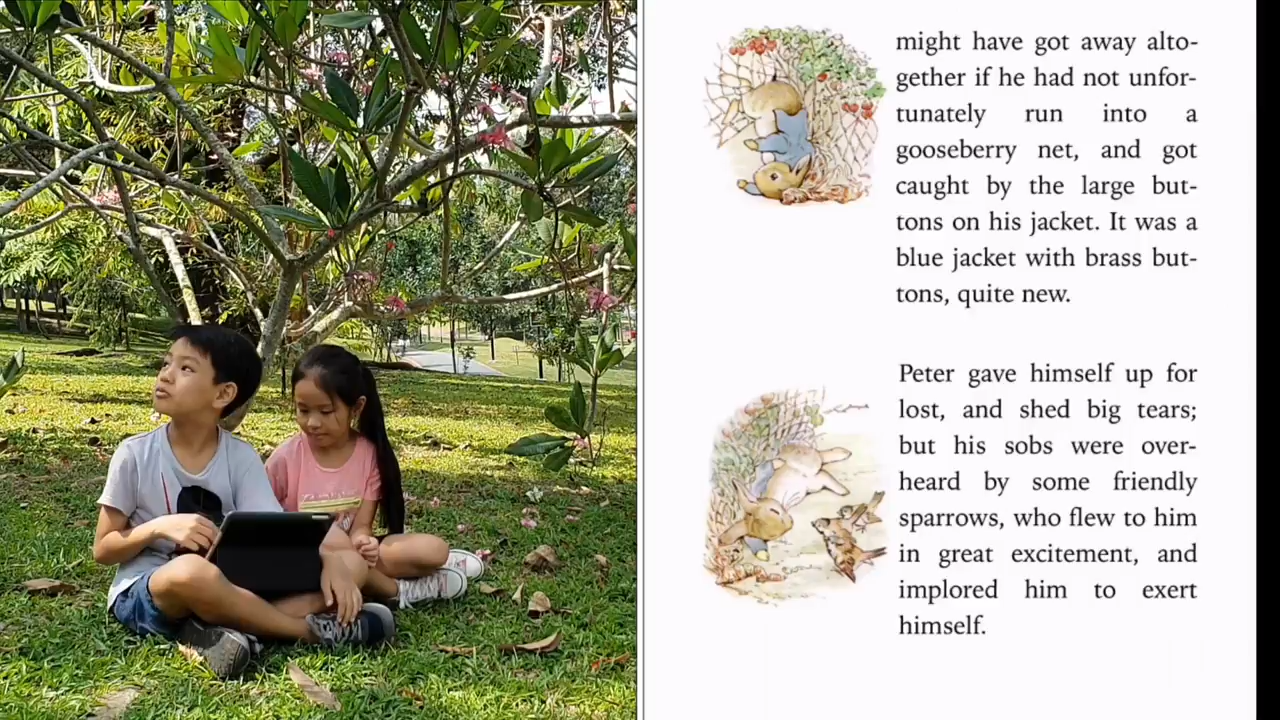 might have got away alto-
gether if he had not unfor-
tunately run into a
gooseberry net, and got
caught by the large but-
tons on his jacket. It was a
blue jacket with brass but-
tons, quite new.
Peter gave himself up for
lost, and shed big tears;
but his sobs were over-
heard by some friendly
sparrows, who flew to him
in great excitement, and
implored him to exert
himself.